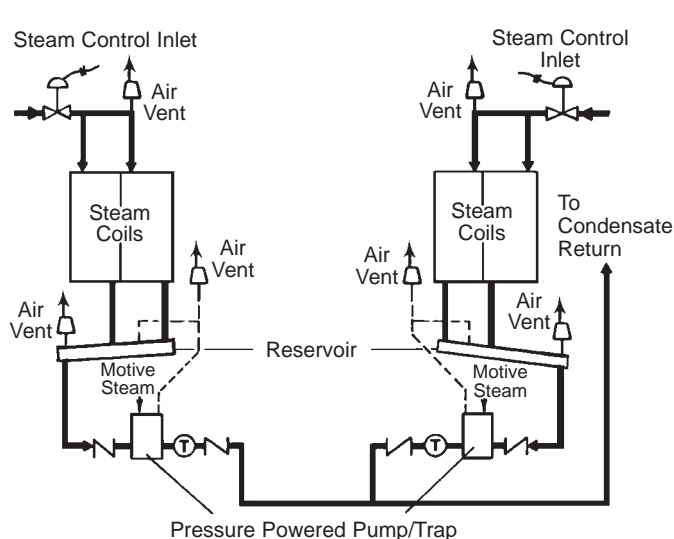 Steam Control Inlet
Steam Control
Inlet
Air
Vent
Air
Vent
Steam
Coils
Steam
Coils
To
Condensate
Return
Air
Vent
Air
Vent
Air
Vent
Air
Vent
Reservoir
Motive
Steam
Motive
Steam
T
T
Pressure Powered Pump/Trap